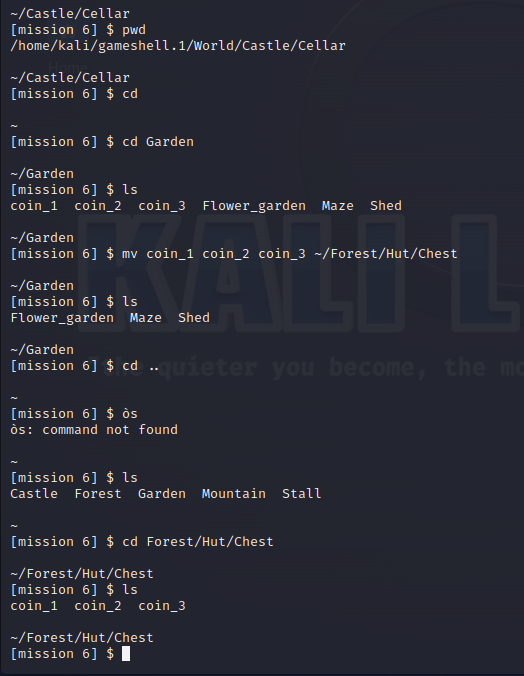 ~/Castle/Cellar
[mission 6] $ pwd
/home/kali/gameshell.1/World/Castle/Cellar
~/Castle/Cellar
[mission 6] $ cd
~
[mission 6] $ cd Garden
~/Garden
[mission 6] $ ls
coin_1  coin_2  coin_3  Flower_garden  Maze  Shed
~/Garden
[mission 6] $ mv coin_1 coin_2 coin_3 ~/Forest/Hut/Chest
~/Garden
[mission 6] $ ls
Flower_garden  Maze  Shed
~/Garden
[mission 6] $ cd ..
~
[mission 6] $ òs
òs: command not found
~
[mission 6] $ ls
Castle  Forest  Garden  Mountain  Stall
~
[mission 6] $ cd Forest/Hut/Chest
~/Forest/Hut/Chest
[mission 6] $ ls
coin_1  coin_2  coin_3
~/Forest/Hut/Chest
[mission 6] $
Home
KALI L
"the quieter you become, the mo